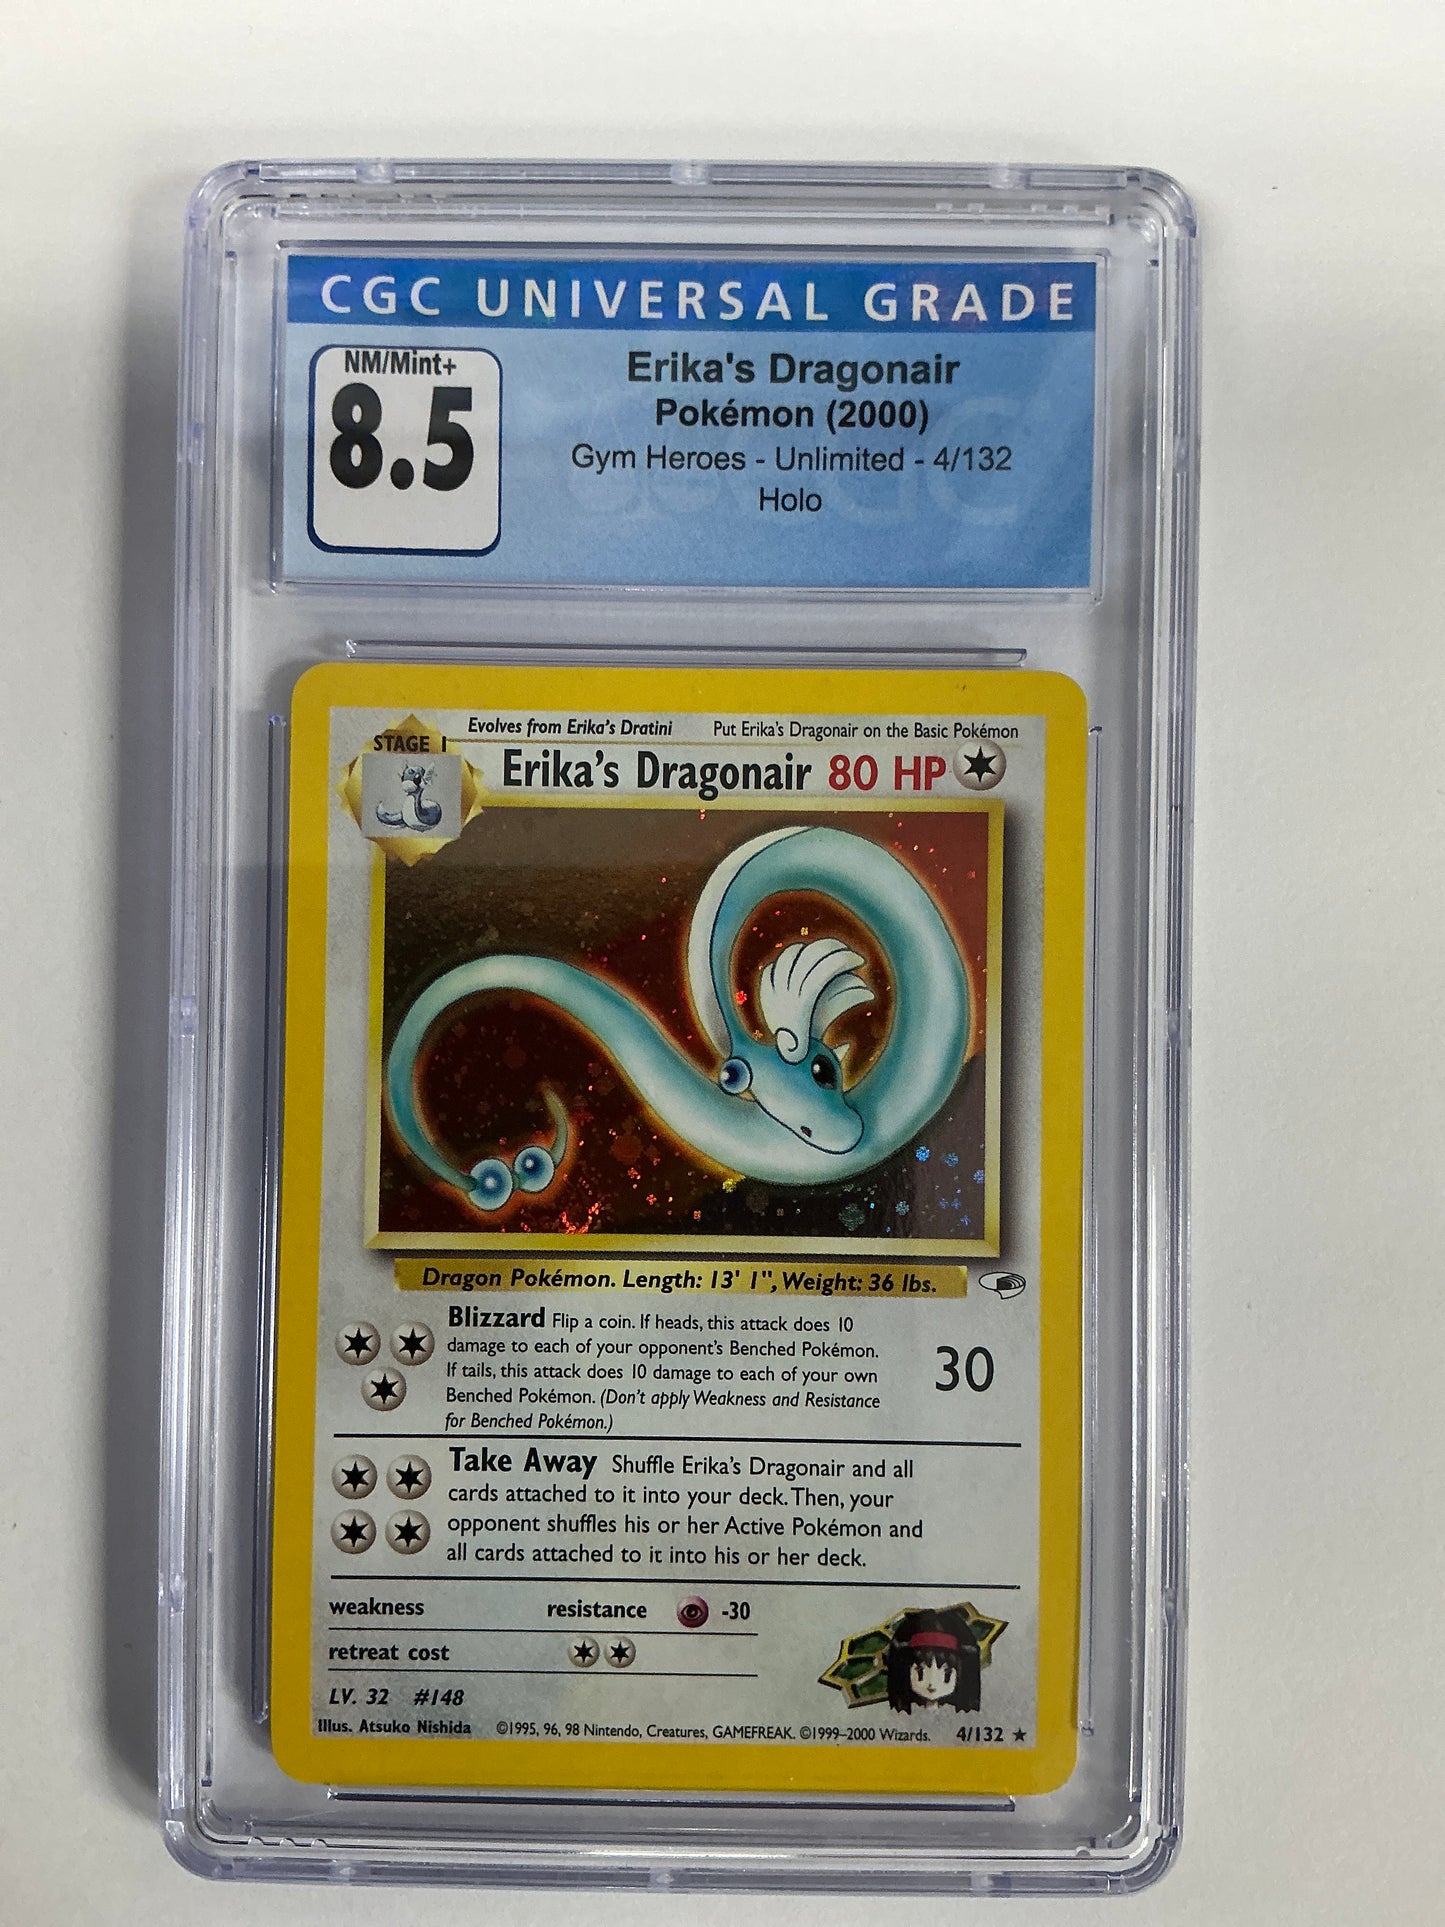 CGC UNIVERSAL GRADE
NM/Mint+
8.5
Erika's Dragonair
Pokémon (2000)
Gym Heroes - Unlimited - 4/132
Holo
Evolves from Erika's Dratini Put Erika's Dragonair on the Basic Pokémon
STAGE 1
Erika's Dragonair 80 HP
Dragon Pokémon. Length: 13' 1", Weight: 36 lbs.
Blizzard Flip a coin. If heads, this attack does 10
damage to each of your opponent's Benched Pokémon.
If tails, this attack does 10 damage to each of your own
Benched Pokémon. (Don't apply Weakness and Resistance
for Benched Pokémon.)
30
Take Away Shuffle Erika's Dragonair and all
cards attached to it into your deck. Then, your
opponent shuffles his or her Active Pokémon and
all cards attached to it into his or her deck.
weakness resistance -30
retreat cost
LV. 32 #148
Illus. Atsuko Nishida ©1995, 96, 98 Nintendo, Creatures, GAMEFREAK. ©1999–2000 Wizards. 4/132 ★